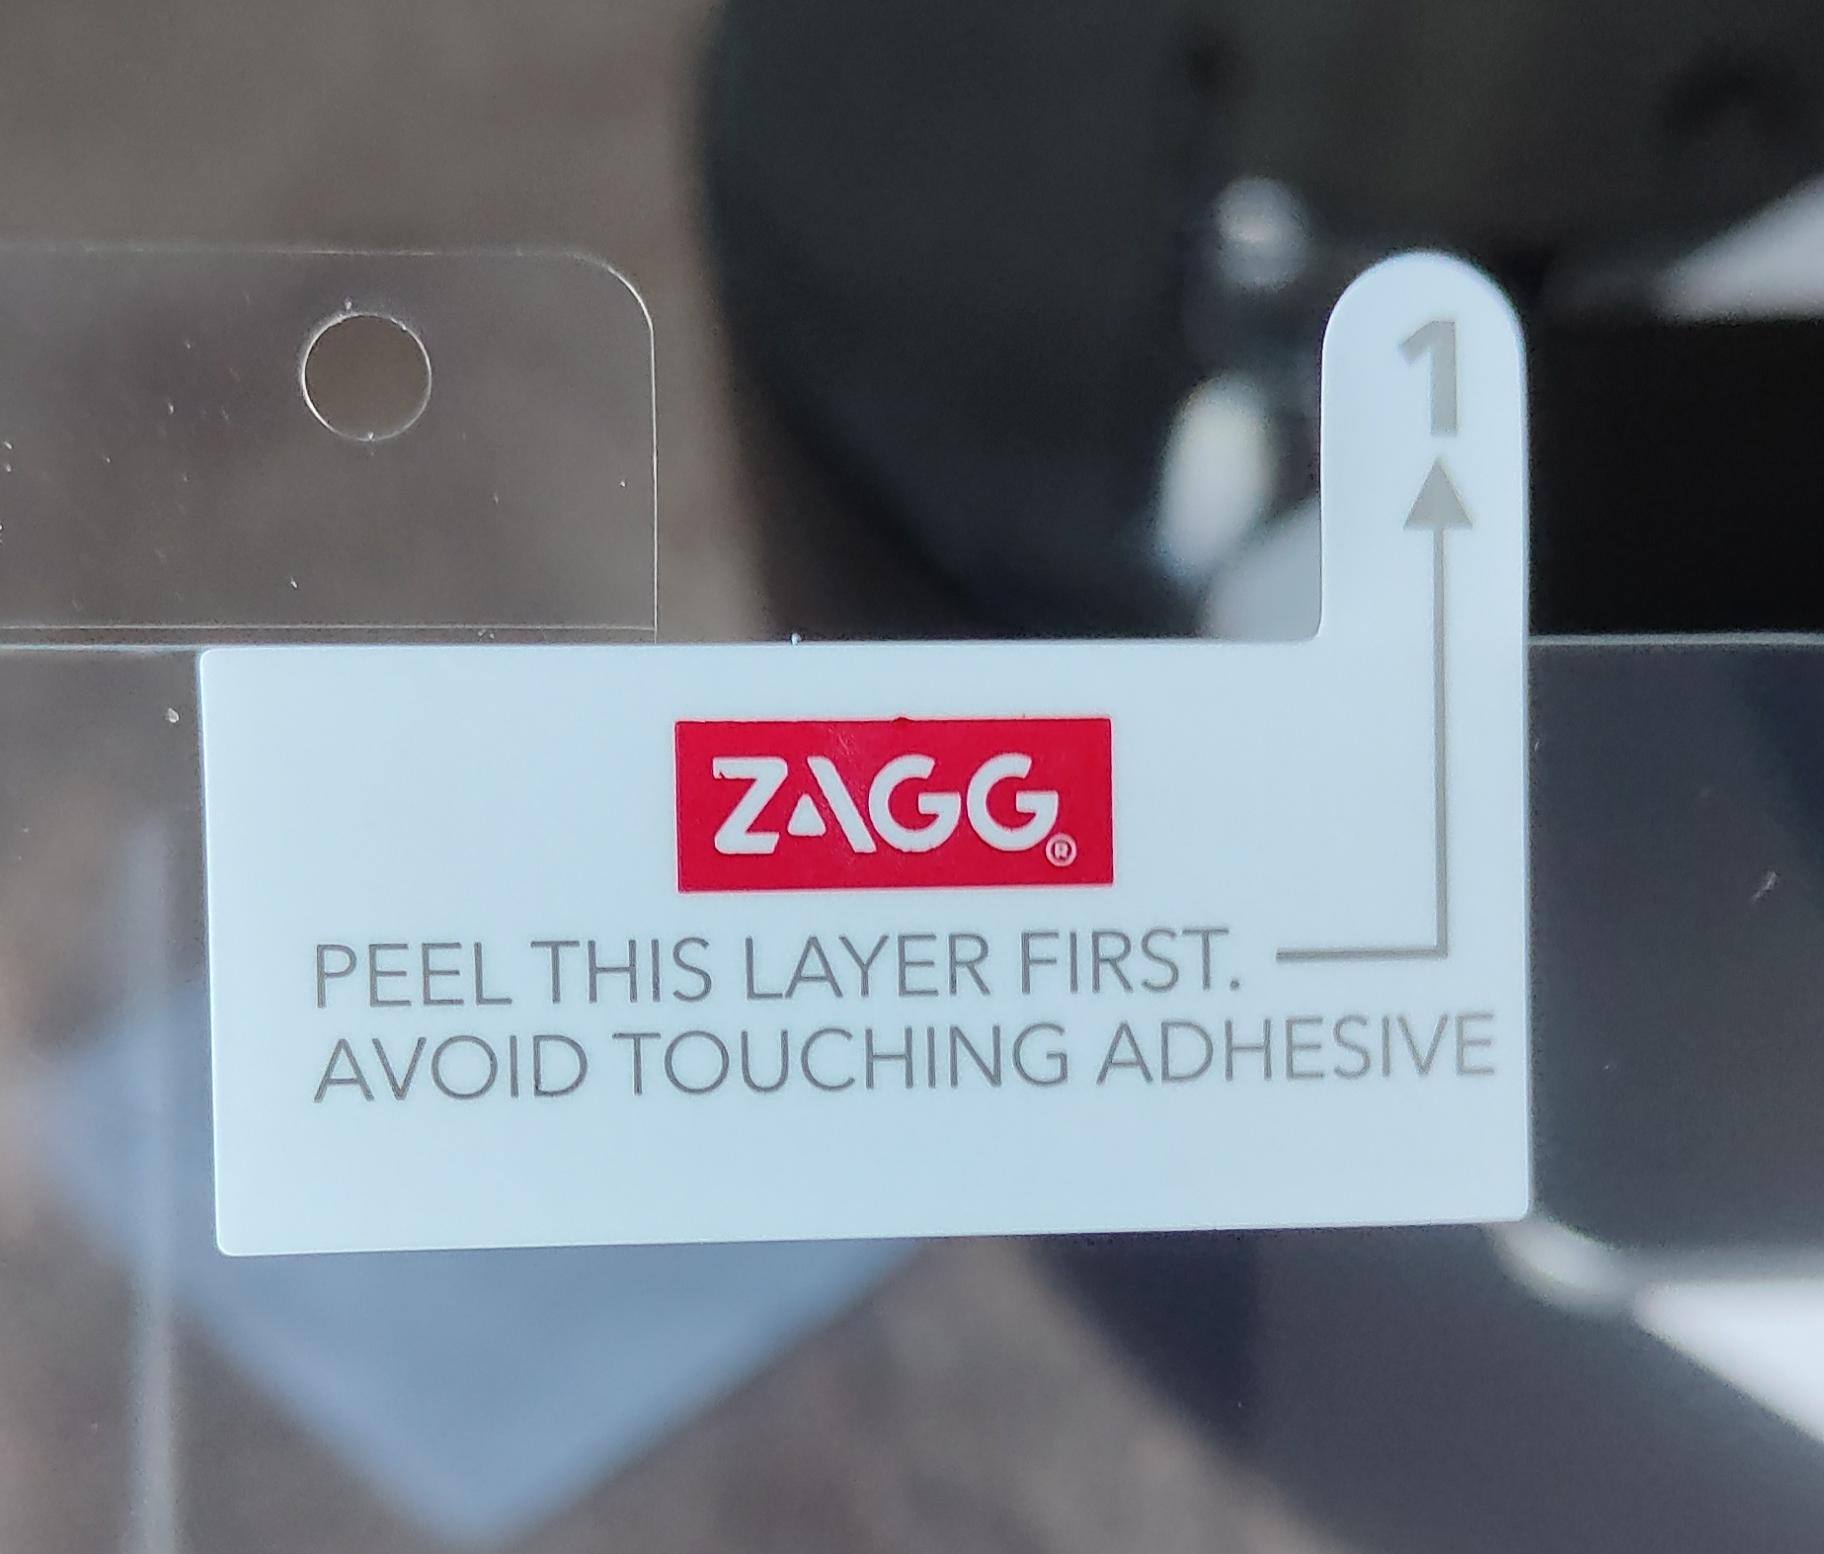 1
ZAGG®
PEEL THIS LAYER FIRST.
AVOID TOUCHING ADHESIVE